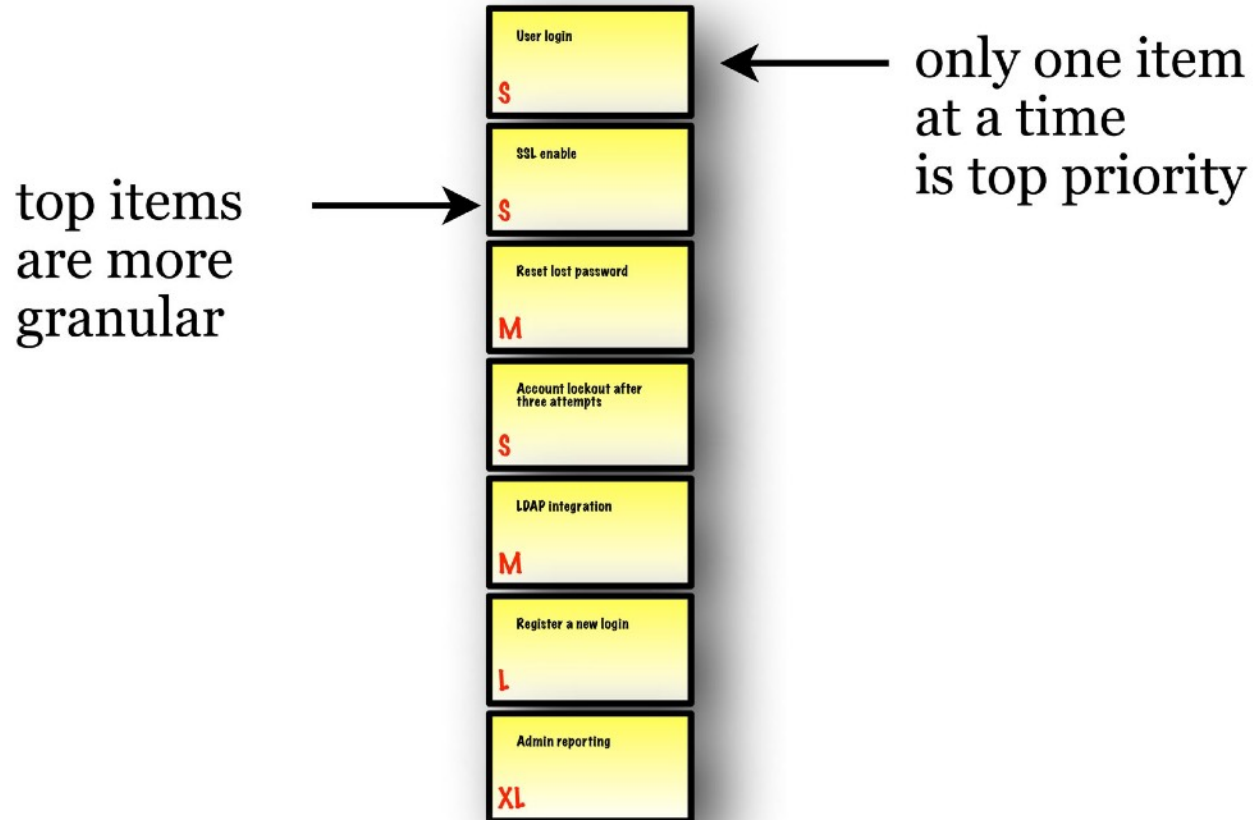 User login
S
only one item
at a time
is top priority
SSL enable
S
top items
are more
granular
Reset lost password
M
Account lockout after
three attempts
S
LDAP integration
M
Register a new login
L
Admin reporting
XL